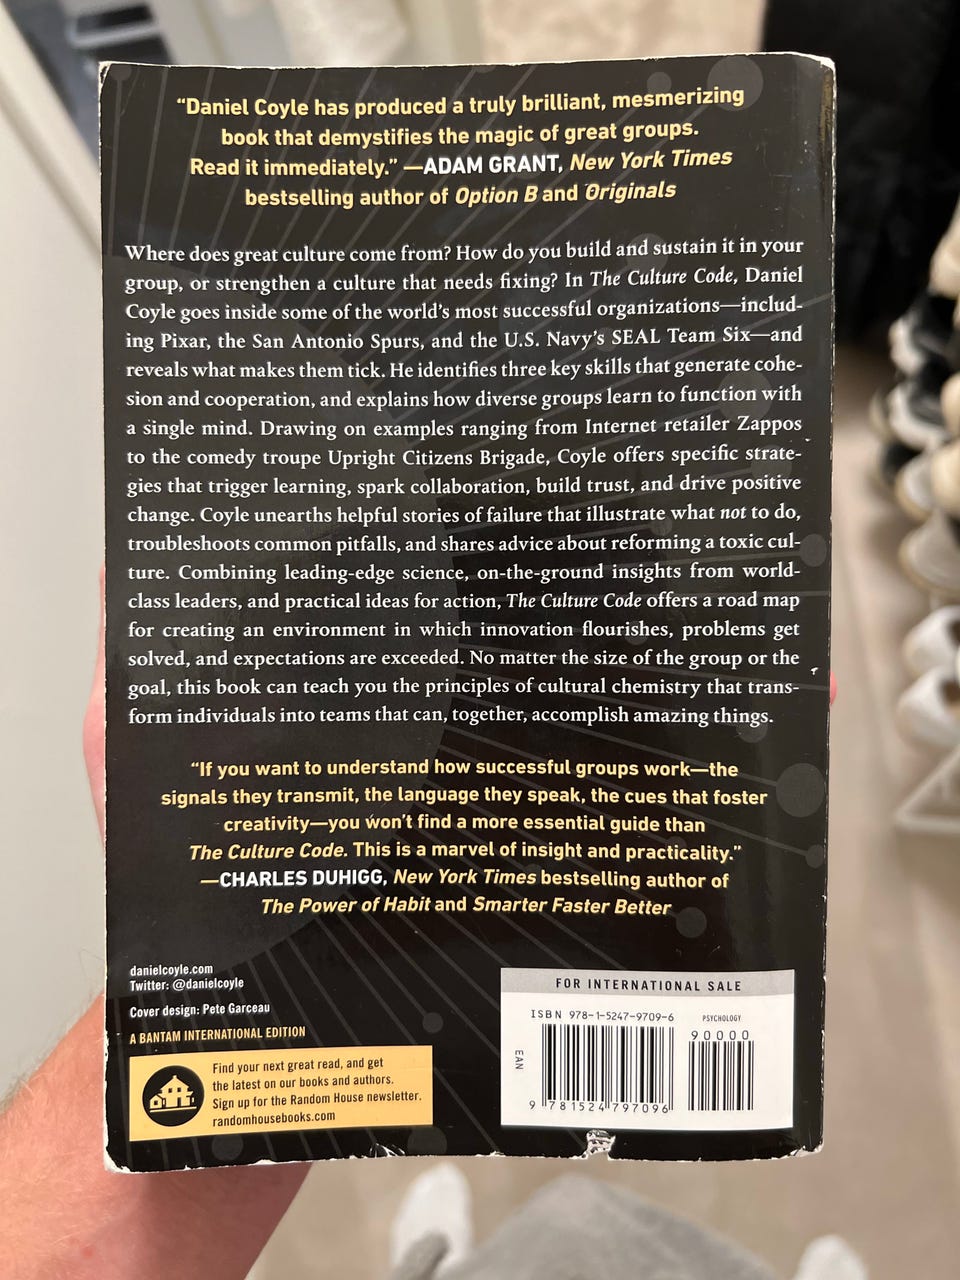 “Daniel Coyle has produced a truly brilliant, mesmerizing
book that demystifies the magic of great groups.
Read it immediately.” —ADAM GRANT, New York Times
bestselling author of Option B and Originals
Where does great culture come from? How do you build and sustain it in your
group, or strengthen a culture that needs fixing? In The Culture Code, Daniel
Coyle goes inside some of the world’s most successful organizations—includ-
ing Pixar, the San Antonio Spurs, and the U.S. Navy’s SEAL Team Six—and
reveals what makes them tick. He identifies three key skills that generate cohe-
sion and cooperation, and explains how diverse groups learn to function with
a single mind. Drawing on examples ranging from Internet retailer Zappos
to the comedy troupe Upright Citizens Brigade, Coyle offers specific strate-
gies that trigger learning, spark collaboration, build trust, and drive positive
change. Coyle unearths helpful stories of failure that illustrate what not to do,
troubleshoots common pitfalls, and shares advice about reforming a toxic cul-
ture. Combining leading-edge science, on-the-ground insights from world-
class leaders, and practical ideas for action, The Culture Code offers a road map
for creating an environment in which innovation flourishes, problems get
solved, and expectations are exceeded. No matter the size of the group or the
goal, this book can teach you the principles of cultural chemistry that trans-
form individuals into teams that can, together, accomplish amazing things.
“If you want to understand how successful groups work—the
signals they transmit, the language they speak, the cues that foster
creativity—you won’t find a more essential guide than
The Culture Code. This is a marvel of insight and practicality.”
—CHARLES DUHIGG, New York Times bestselling author of
The Power of Habit and Smarter Faster Better
danielcoyle.com
Twitter: @danielcoyle
Cover design: Pete Garceau
A BANTAM INTERNATIONAL EDITION
Find your next great read, and get
the latest on our books and authors.
Sign up for the Random House newsletter.
randomhousebooks.com
FOR INTERNATIONAL SALE
ISBN 978-1-5247-9709-6
PSYCHOLOGY
90000
EAN
9 781524 797096